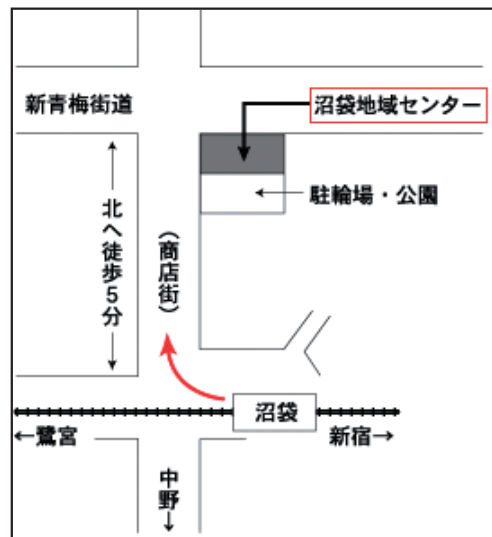 新青梅街道
沼袋地域センター
←駐輪場・公園
北へ徒歩5分
(商店街)
沼袋
←鷺宮
新宿→
中野→